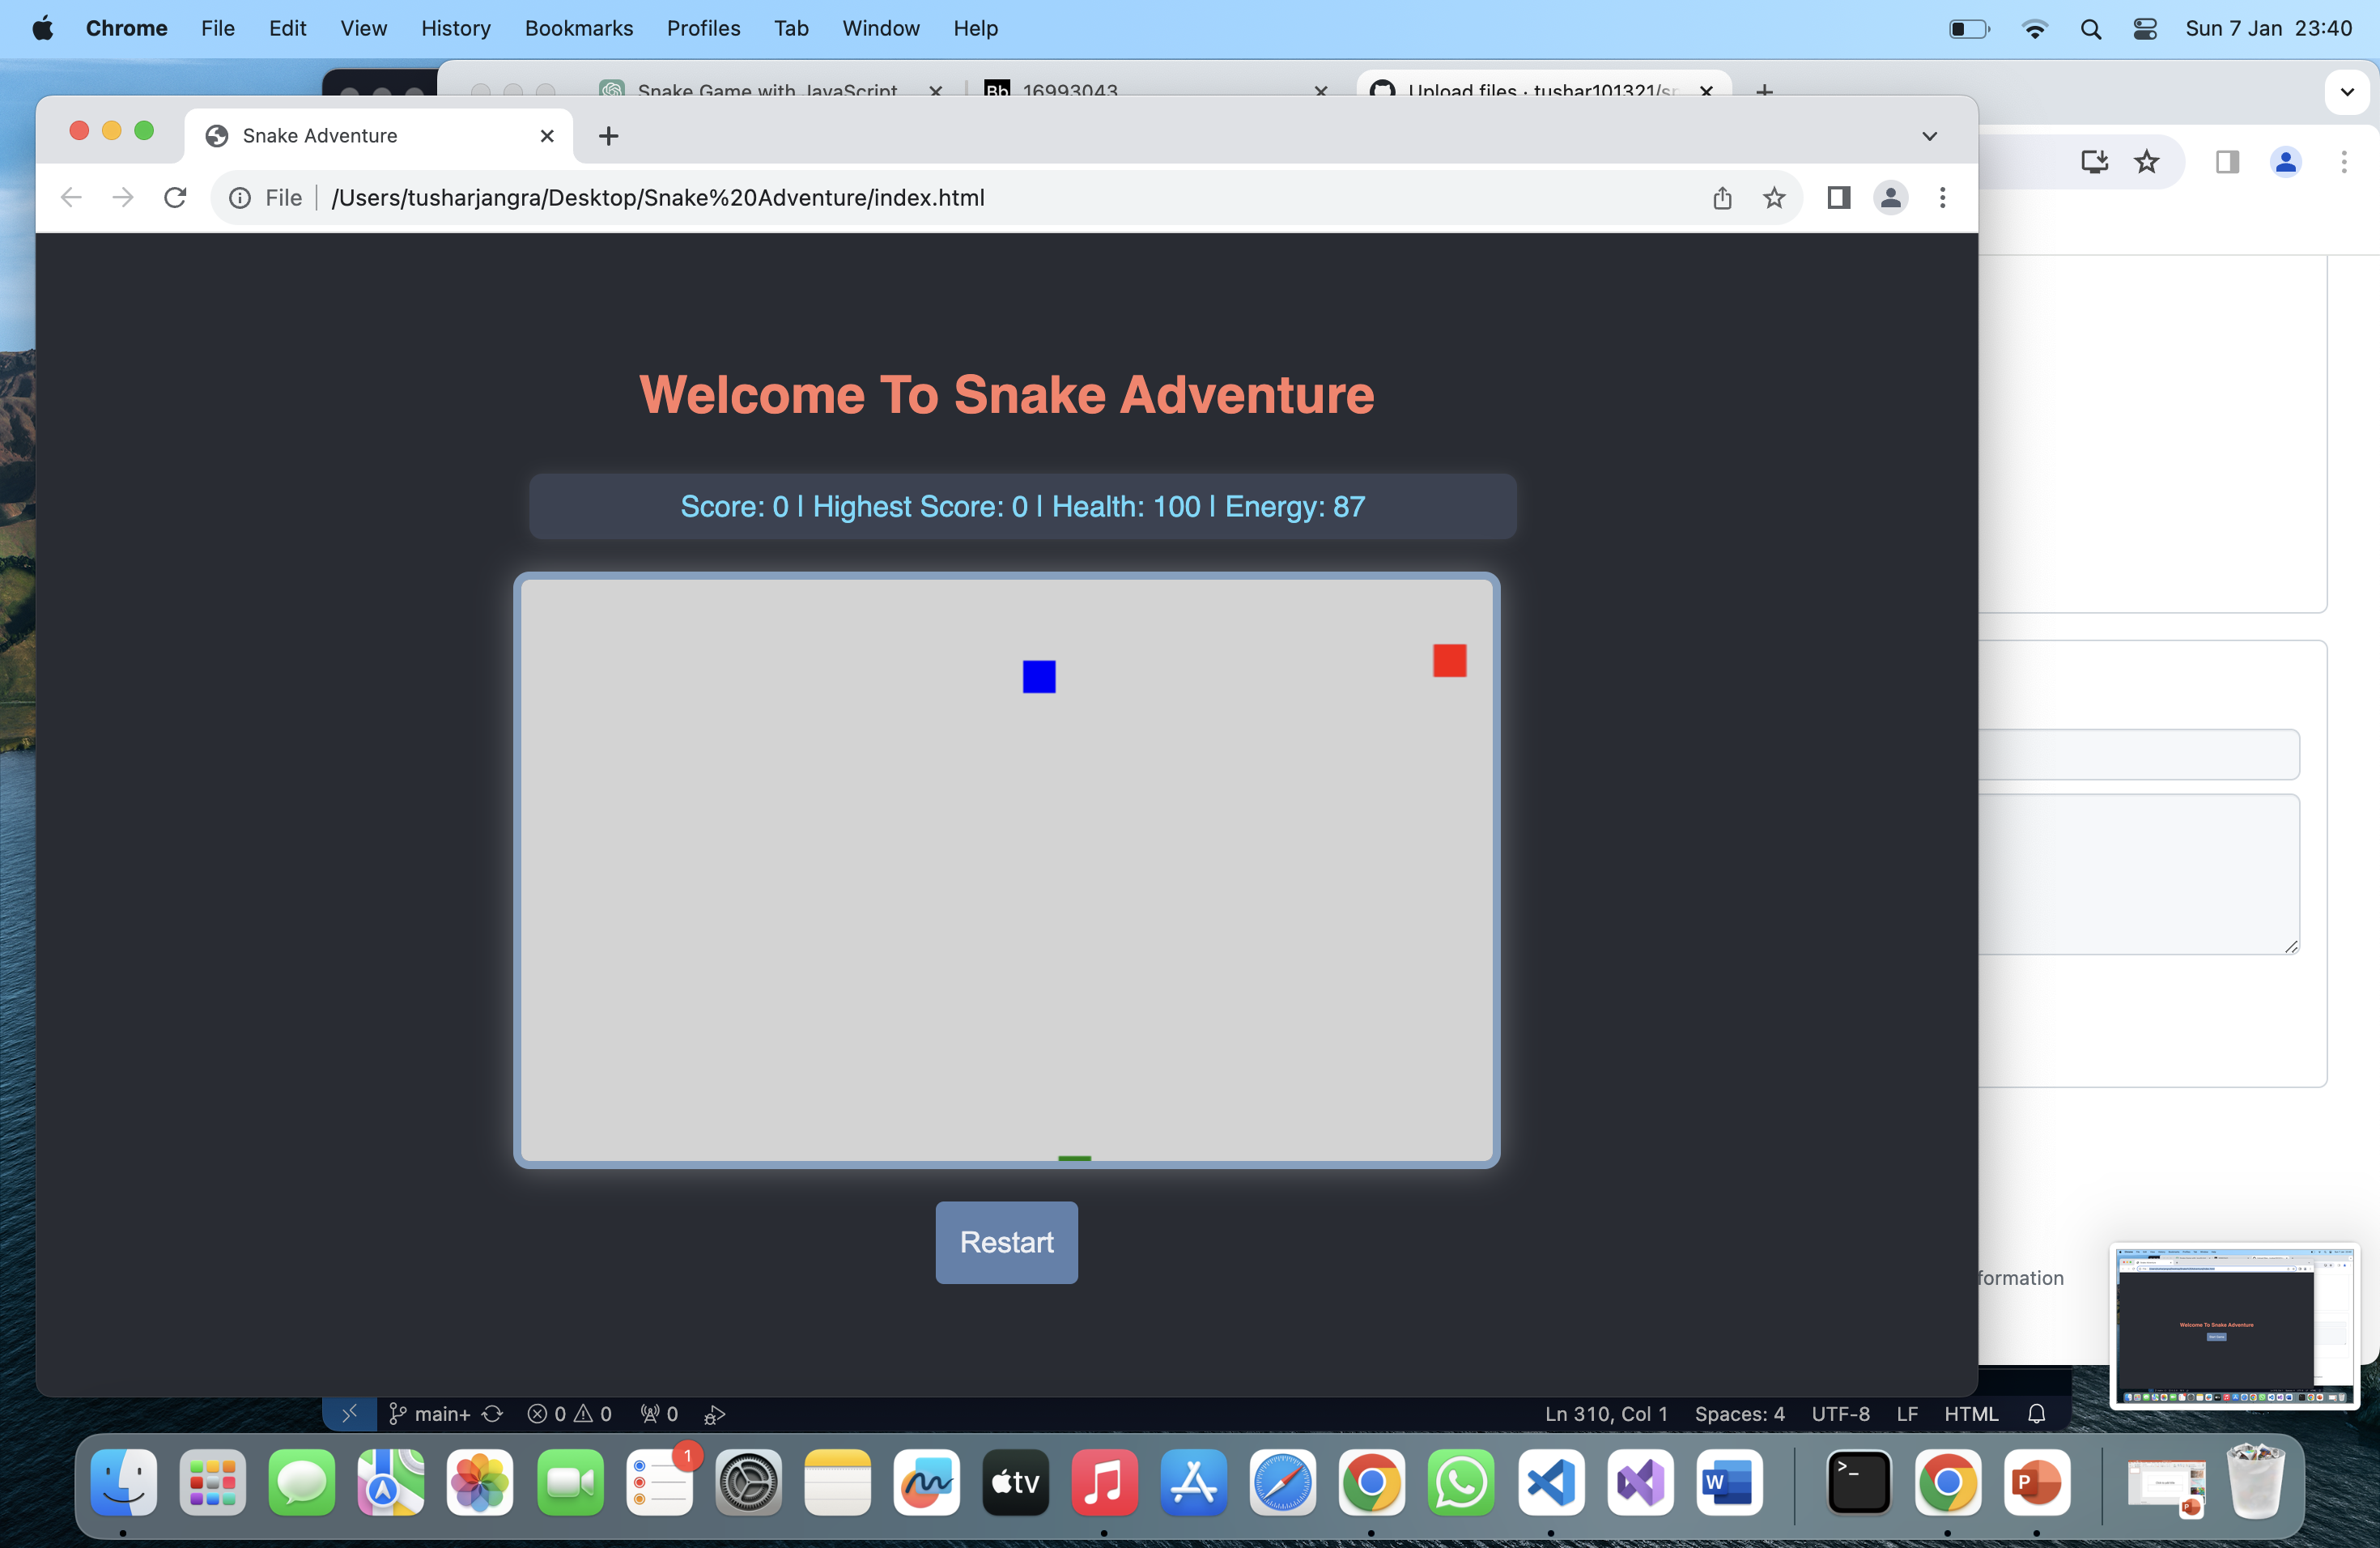 Chrome File Edit View History Bookmarks Profiles Tab Window Help Sun 7 Jan 23:40
Snake Game with JavaScript Bb 16993043 Upload files · tushar101321/
Snake Adventure
File /Users/tusharjangra/Desktop/Snake%20Adventure/index.html
Welcome To Snake Adventure
Score: 0 | Highest Score: 0 | Health: 100 | Energy: 87
Restart
formation
Welcome To Snake Adventure
main+ 0 0 0 Ln 310, Col 1 Spaces: 4 UTF-8 LF HTML
1
tv
W
>_
P
P